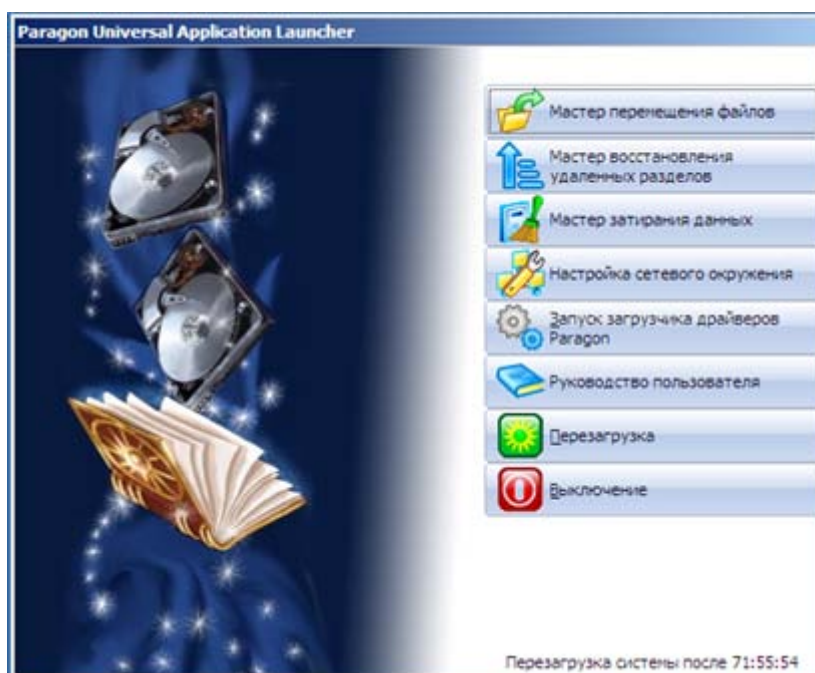 Paragon Universal Application Launcher
Мастер перемещения файлов
Мастер восстановления
удаленных разделов
Мастер затирания данных
Настройка сетевого окружения
Запуск загрузчика драйверов
Paragon
Руководство пользователя
Перезагрузка
Выключение
Перезагрузка системы после 71:55:54